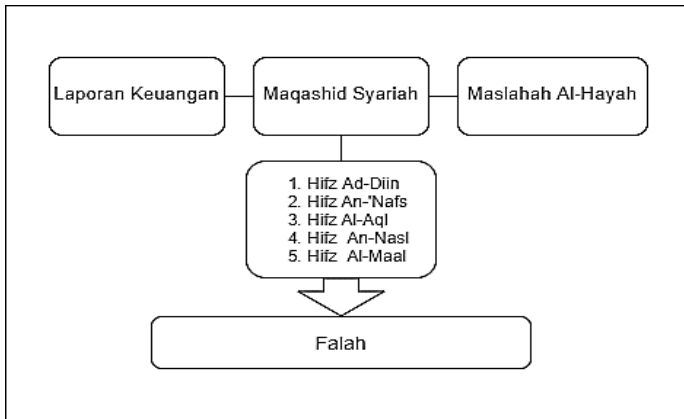 Laporan Keuangan
Maqashid Syariah
Maslahah Al-Hayah
1. Hifz Ad-Diin
2. Hifz An-'Nafs
3. Hifz Al-Aql
4. Hifz An-Nasl
5. Hifz Al-Maal
Falah